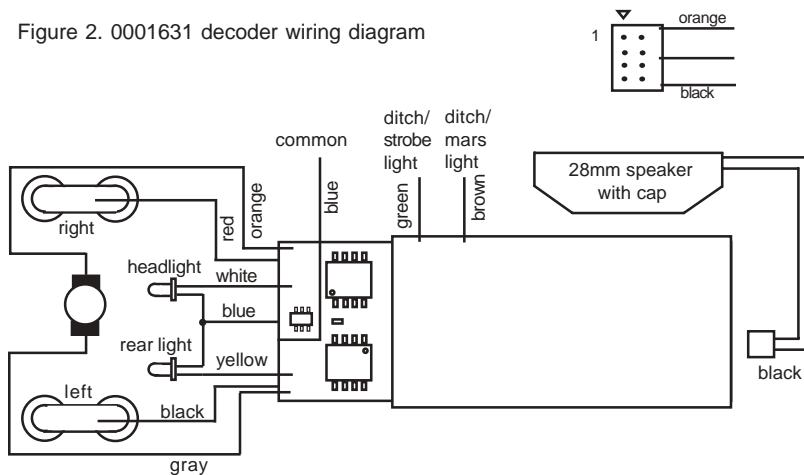 Figure 2. 0001631 decoder wiring diagram
1
orange
black
common
ditch/
strobe
light
ditch/
mars
light
28mm speaker
with cap
right
red
orange
blue
green
brown
headlight
white
blue
rear light
yellow
left
black
gray
black